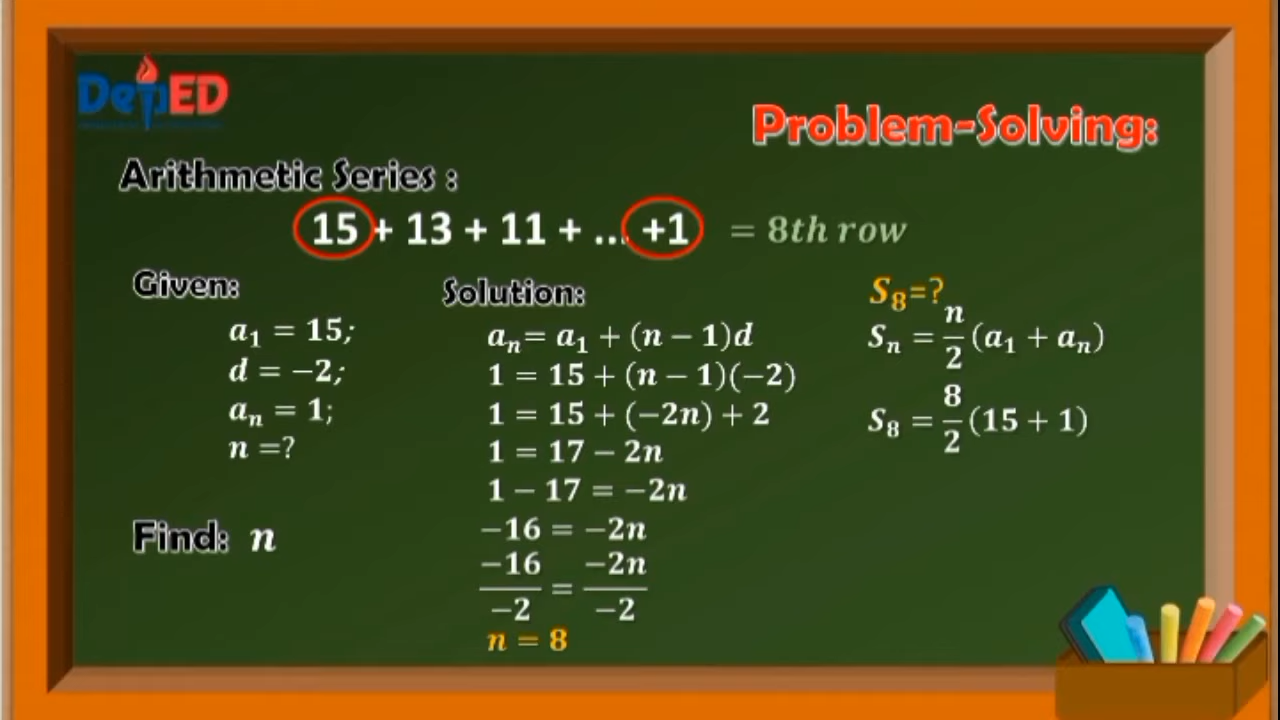 DepED
Problem-Solving:
Arithmetic Series :
15 + 13 + 11 + ... +1 = 8th row
Given:
a₁ = 15;
d = −2;
aₙ = 1;
n =?
Find: n
Solution:
aₙ= a₁ + (n − 1)d
1 = 15 + (n − 1)(−2)
1 = 15 + (−2n) + 2
1 = 17 − 2n
1 − 17 = −2n
−16 = −2n
−16/−2 = −2n/−2
n = 8
S₈=?
Sₙ = n/2 (a₁ + aₙ)
S₈ = 8/2 (15 + 1)